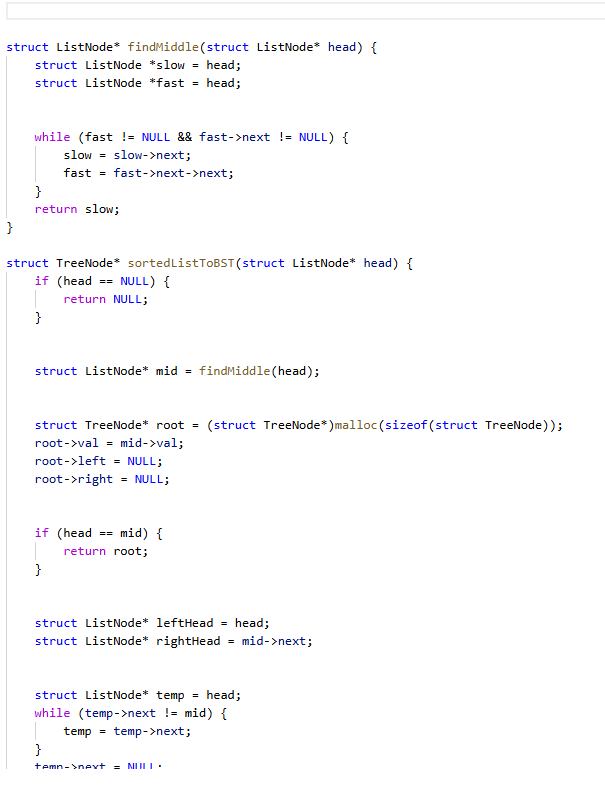 struct ListNode* findMiddle(struct ListNode* head) {
    struct ListNode *slow = head;
    struct ListNode *fast = head;
    while (fast != NULL && fast->next != NULL) {
        slow = slow->next;
        fast = fast->next->next;
    }
    return slow;
}
struct TreeNode* sortedListToBST(struct ListNode* head) {
    if (head == NULL) {
        return NULL;
    }
    struct ListNode* mid = findMiddle(head);
    struct TreeNode* root = (struct TreeNode*)malloc(sizeof(struct TreeNode));
    root->val = mid->val;
    root->left = NULL;
    root->right = NULL;
    if (head == mid) {
        return root;
    }
    struct ListNode* leftHead = head;
    struct ListNode* rightHead = mid->next;
    struct ListNode* temp = head;
    while (temp->next != mid) {
        temp = temp->next;
    }
    temp->next = NULL;